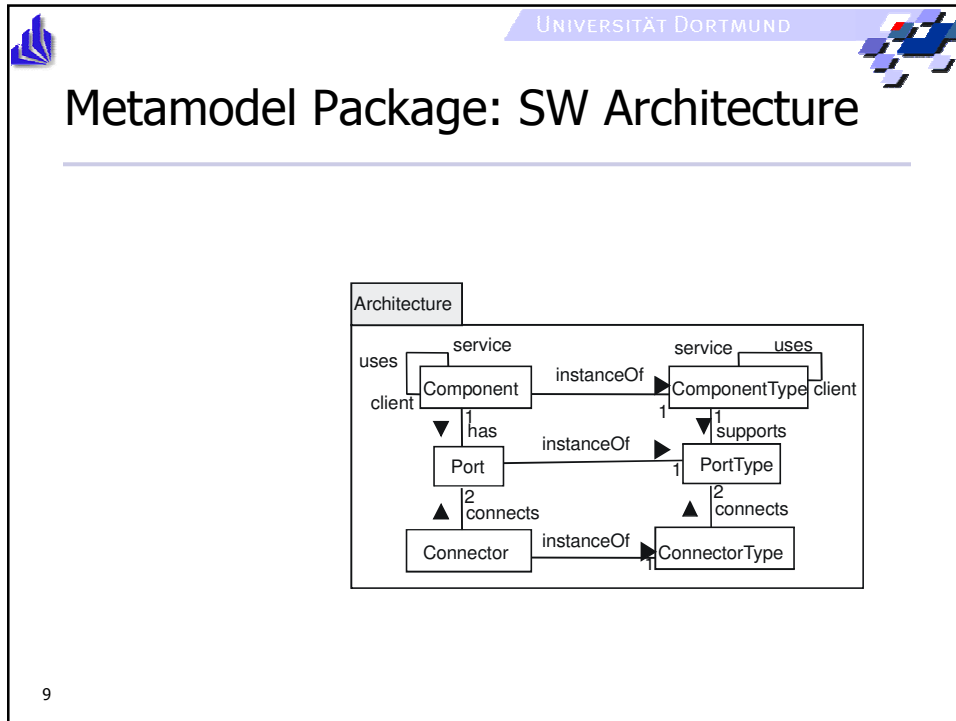 UNIVERSITÄT DORTMUND
Metamodel Package: SW Architecture
Architecture
service
uses
Component
client
instanceOf
1
service
uses
ComponentType
client
1
has
1
supports
Port
instanceOf
1
PortType
2
connects
2
connects
Connector
instanceOf
1
ConnectorType
9